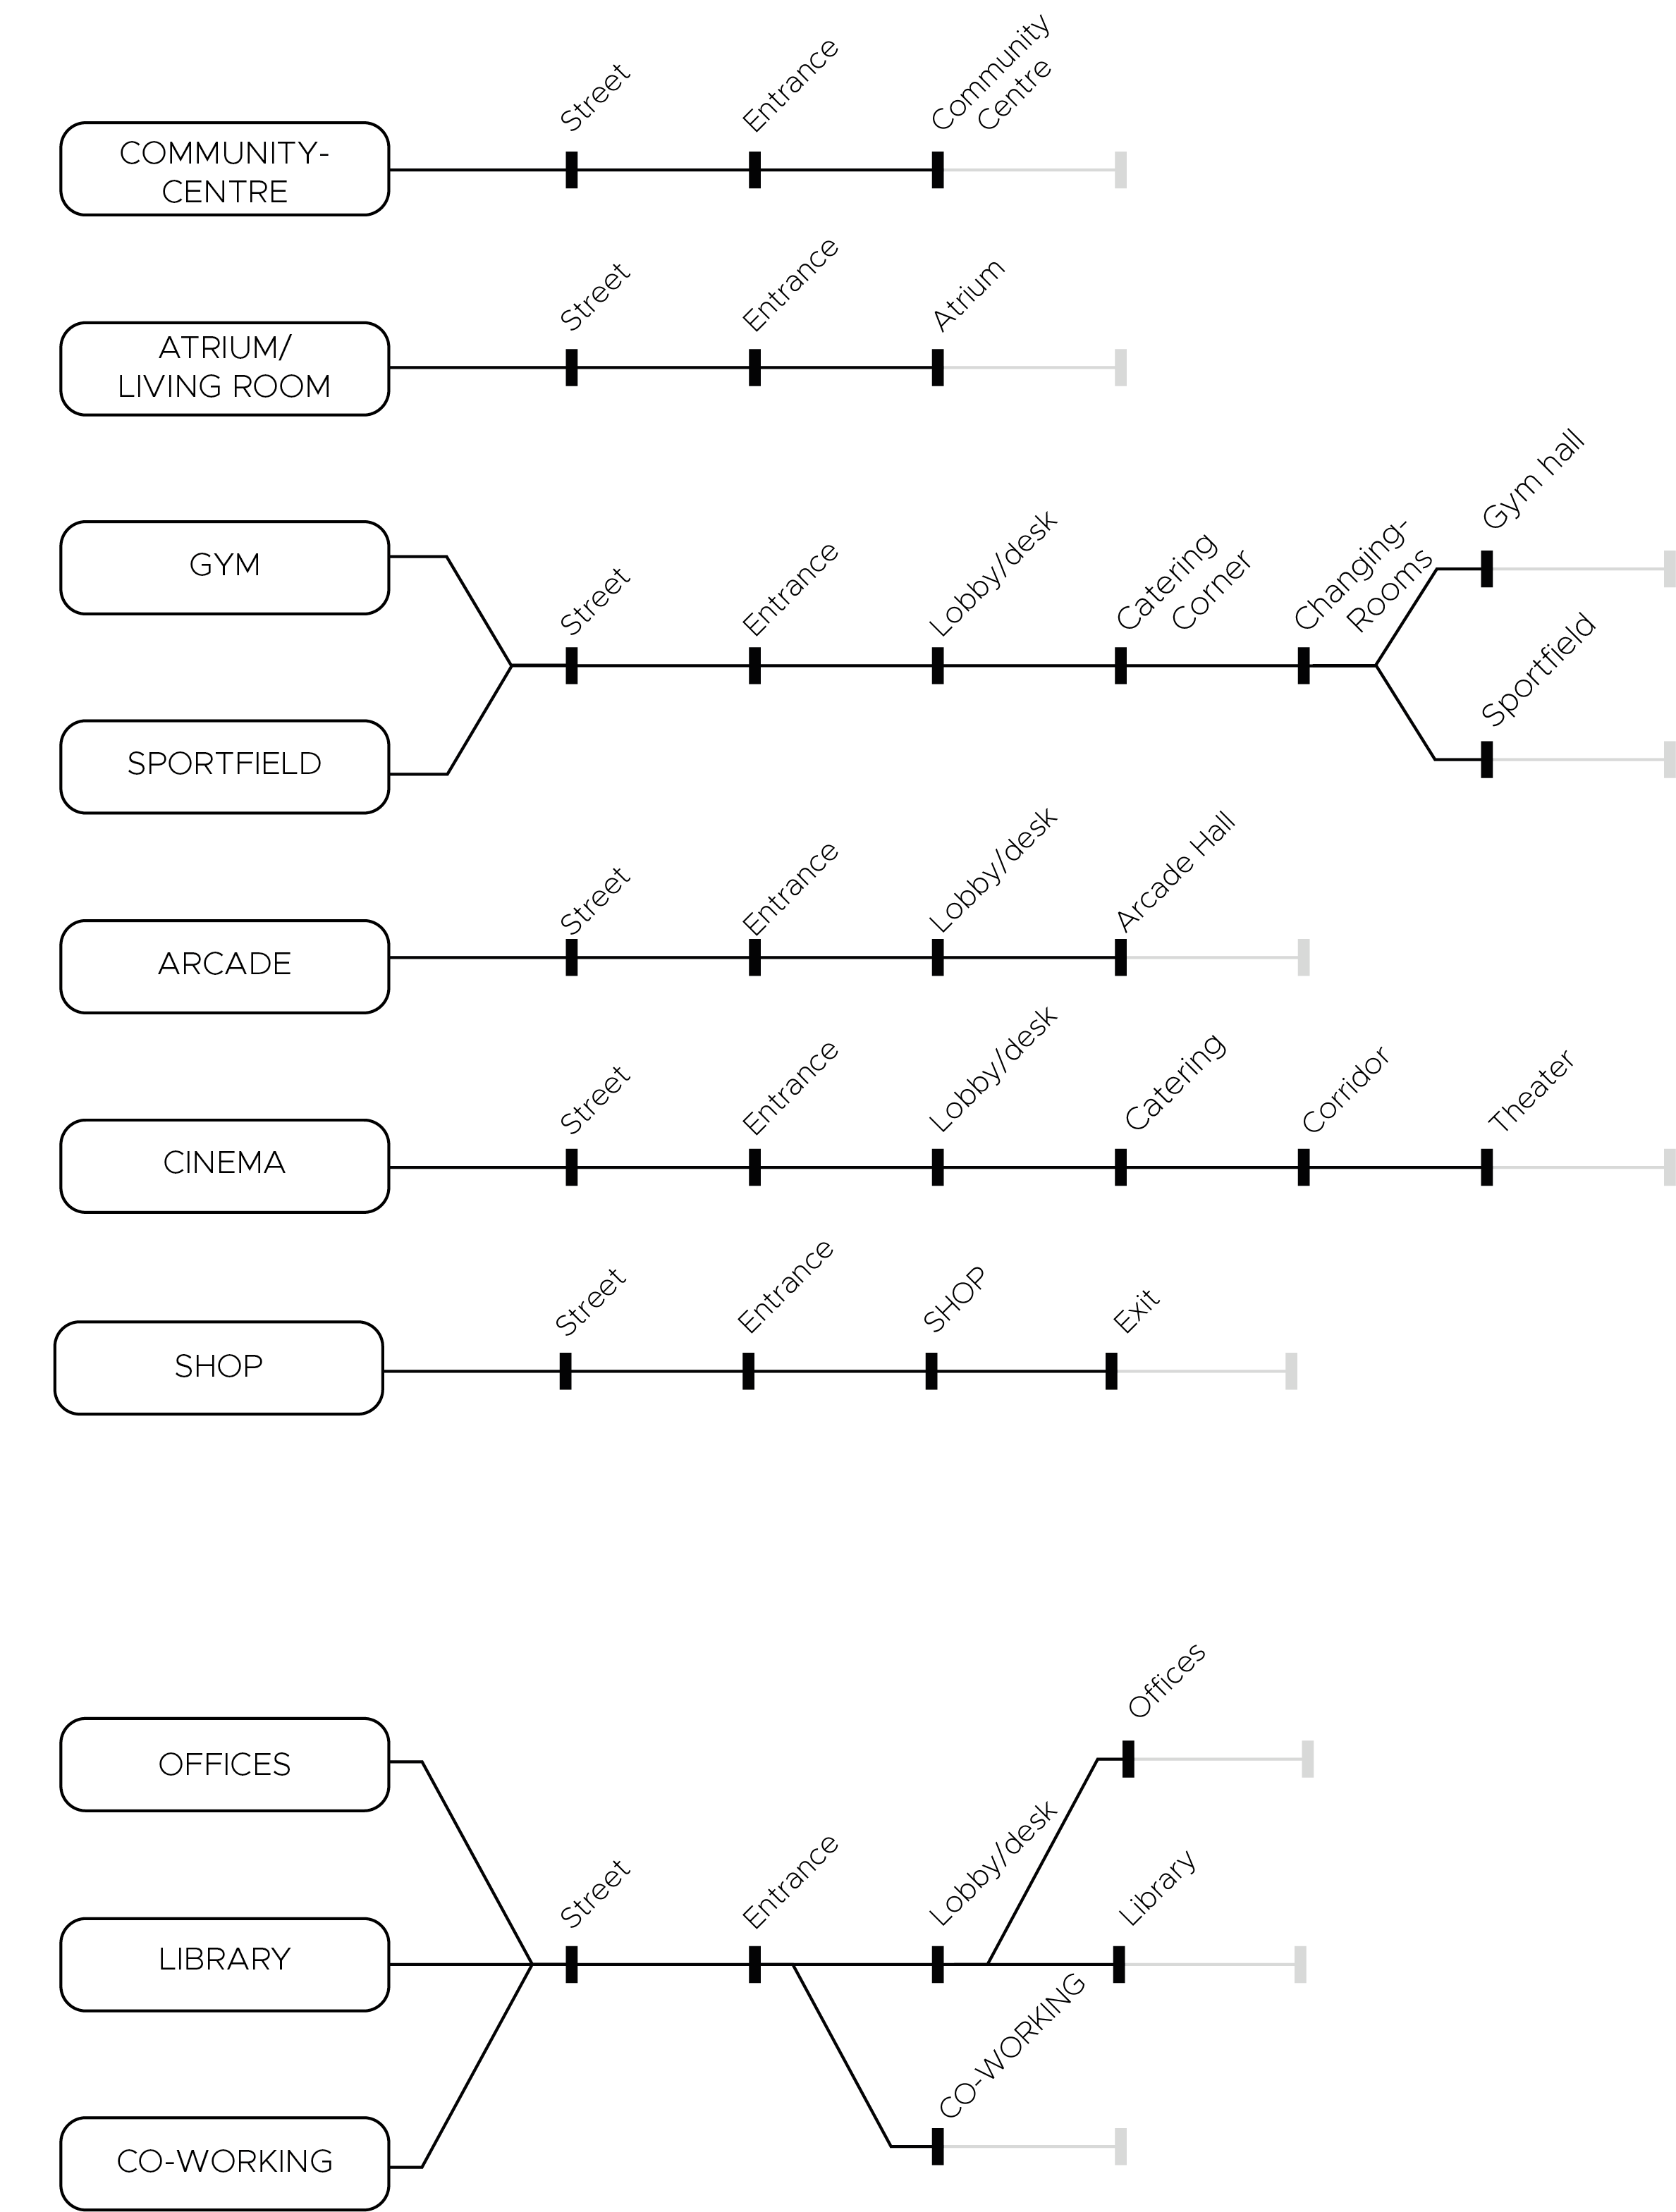 COMMUNITY-
CENTRE
Street
Entrance
Community
Centre
ATRIUM/
LIVING ROOM
Street
Entrance
Atrium
GYM
SPORTFIELD
Street
Entrance
Lobby/desk
Catering
Corner
Changing-
Rooms
Gym hall
Sportfield
ARCADE
Street
Entrance
Lobby/desk
Arcade Hall
CINEMA
Street
Entrance
Lobby/desk
Catering
Corridor
Theater
SHOP
Street
Entrance
SHOP
Exit
OFFICES
LIBRARY
CO-WORKING
Street
Entrance
Lobby/desk
Offices
Library
CO-WORKING